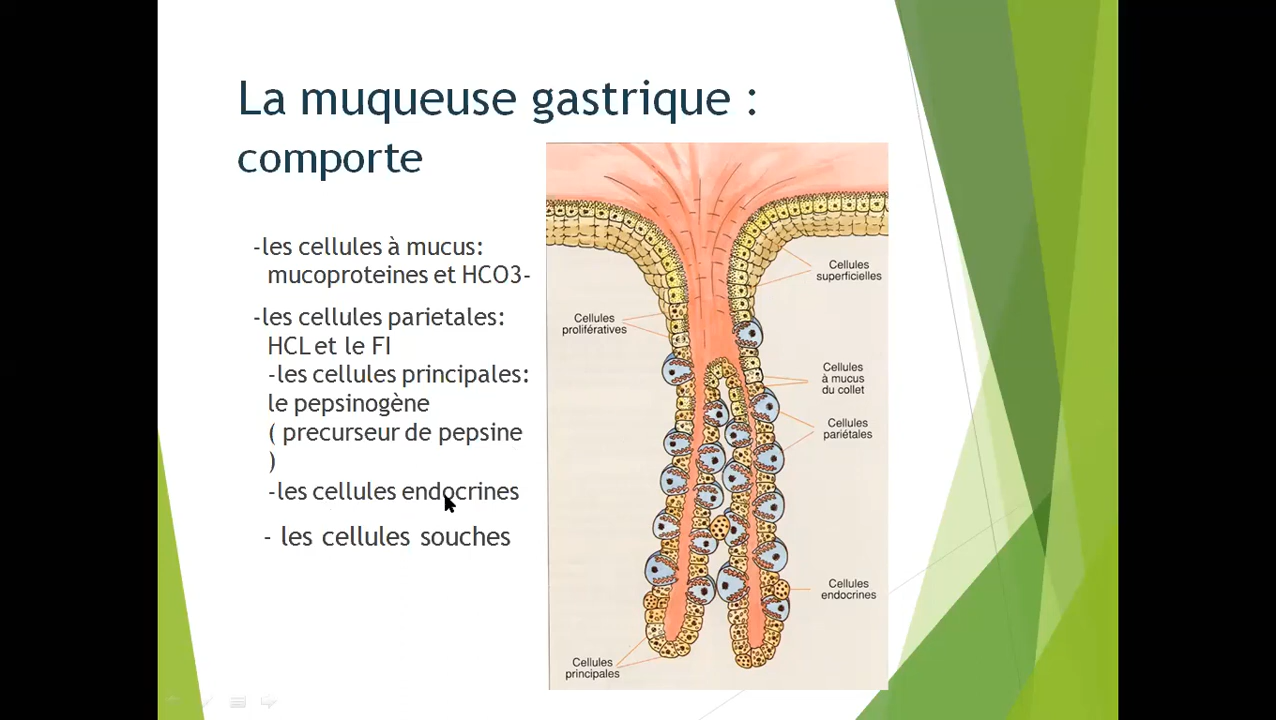 La muqueuse gastrique :
comporte
-les cellules à mucus:
mucoproteines et HCO3-
-les cellules parietales:
HCL et le FI
-les cellules principales:
le pepsinogène
( precurseur de pepsine
)
-les cellules endocrines
- les cellules souches
Cellules
superficielles
Cellules
prolifératives
Cellules
à mucus
du collet
Cellules
pariétales
Cellules
endocrines
Cellules
principales